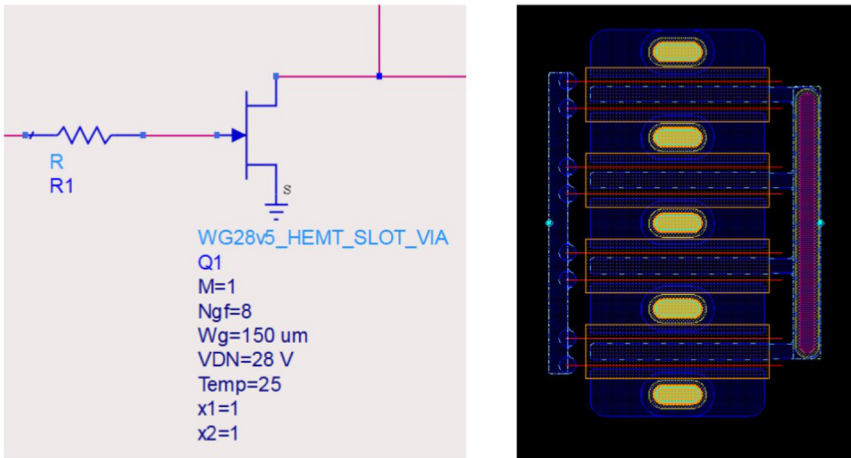 R
R1
S
WG28v5_HEMT_SLOT_VIA
Q1
M=1
Ngf=8
Wg=150 um
VDN=28 V
Temp=25
x1=1
x2=1